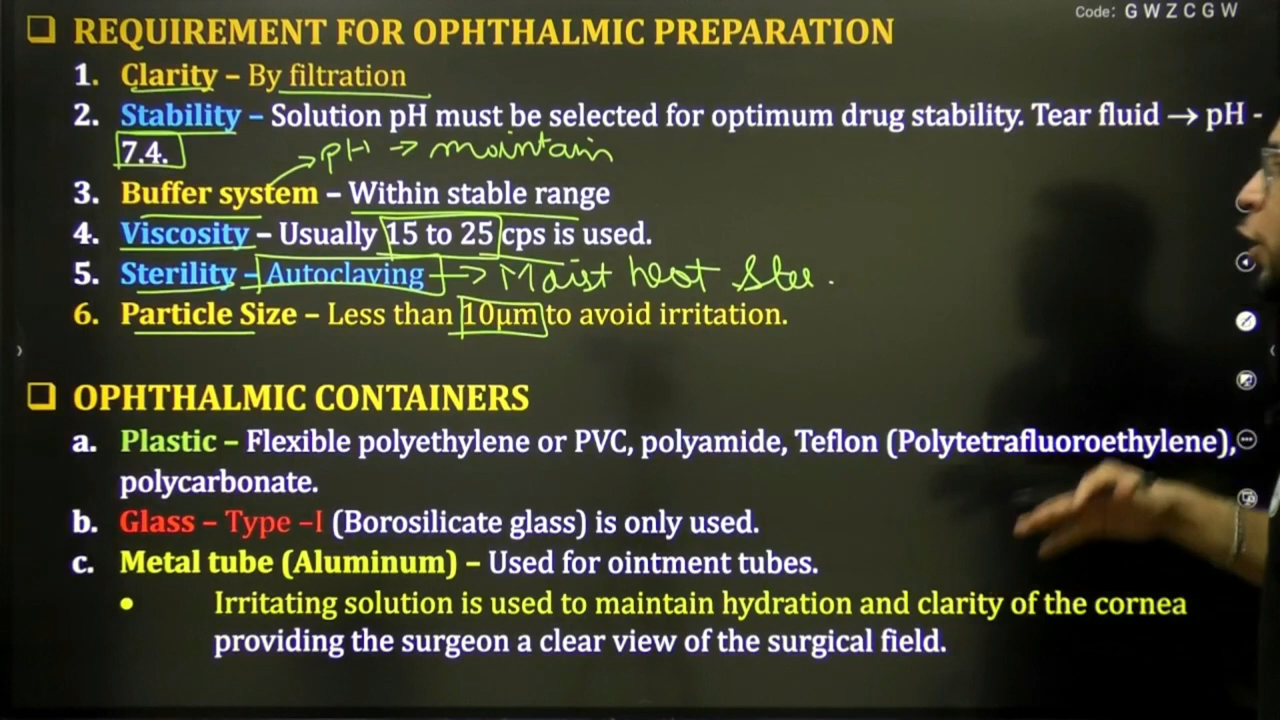 Code: G W Z C G W
❑ REQUIREMENT FOR OPHTHALMIC PREPARATION
1. Clarity – By filtration
2. Stability – Solution pH must be selected for optimum drug stability. Tear fluid → pH -
7.4. → pH → maintain
3. Buffer system – Within stable range
4. Viscosity – Usually 15 to 25 cps is used.
5. Sterility – Autoclaving → Moist heat Ster.
6. Particle Size – Less than 10μm to avoid irritation.
❑ OPHTHALMIC CONTAINERS
a. Plastic – Flexible polyethylene or PVC, polyamide, Teflon (Polytetrafluoroethylene),
polycarbonate.
b. Glass – Type –I (Borosilicate glass) is only used.
c. Metal tube (Aluminum) – Used for ointment tubes.
• Irritating solution is used to maintain hydration and clarity of the cornea
providing the surgeon a clear view of the surgical field.